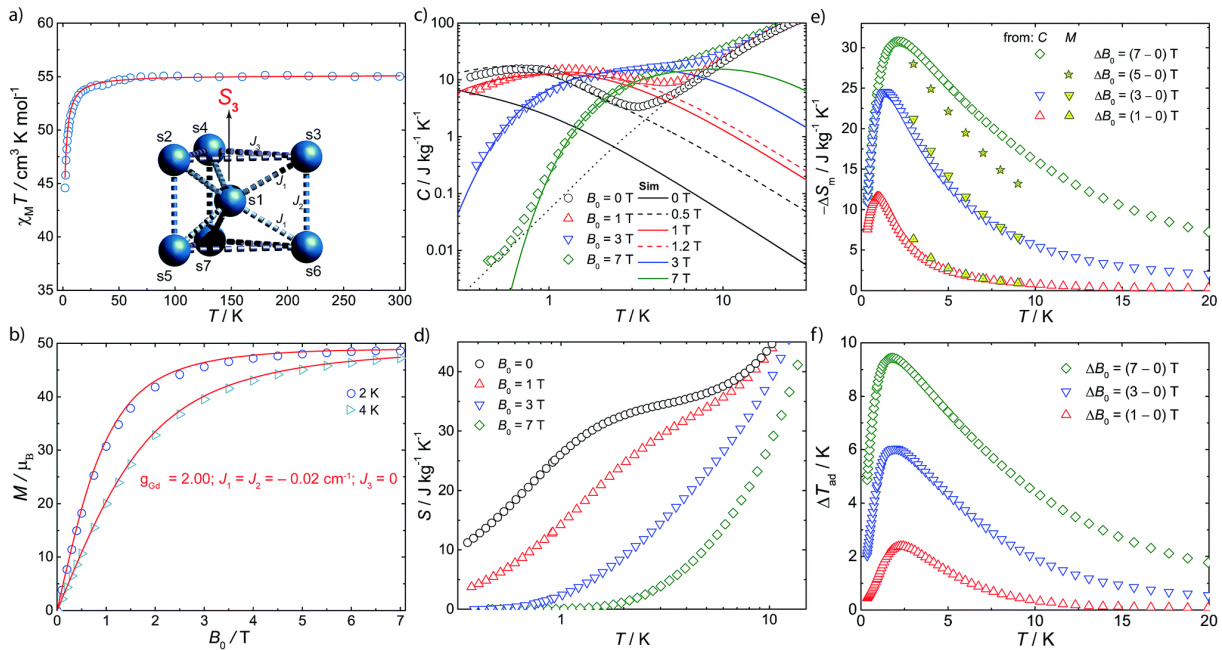 a)
65
60
55
50
45
40
35
χMT / cm³ K mol⁻¹
0 50 100 150 200 250 300
T / K
S₃
s2
s4
s3
J₃
J₁
s1
J₂
J₁
s5
s7
s6
b)
50
40
30
20
10
0
M / μB
2 K
4 K
gGd = 2.00; J₁ = J₂ = – 0.02 cm⁻¹; J₃ = 0
0 1 2 3 4 5 6 7
B₀ / T
c)
100
10
1
0.1
0.01
C / J kg⁻¹ K⁻¹
B₀ = 0 T
B₀ = 1 T
B₀ = 3 T
B₀ = 7 T
Sim
0 T
0.5 T
1 T
1.2 T
3 T
7 T
1 10
T / K
d)
40
30
20
10
0
S / J kg⁻¹ K⁻¹
B₀ = 0
B₀ = 1 T
B₀ = 3 T
B₀ = 7 T
1 10
T / K
e)
30
25
20
15
10
5
0
-ΔSm / J kg⁻¹ K⁻¹
from: C M
ΔB₀ = (7 – 0) T
ΔB₀ = (5 – 0) T
ΔB₀ = (3 – 0) T
ΔB₀ = (1 – 0) T
0 5 10 15 20
T / K
f)
10
8
6
4
2
0
ΔTad / K
ΔB₀ = (7 – 0) T
ΔB₀ = (3 – 0) T
ΔB₀ = (1 – 0) T
0 5 10 15 20
T / K